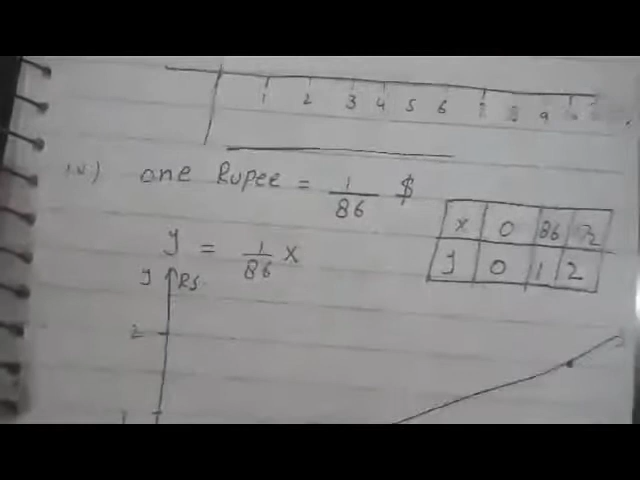 1 2 3 4 5 6 9
iv) one Rupee = 1/86 $
x 0 86
y = 1/86 x
y 0 1 2
y Rs.
2
1